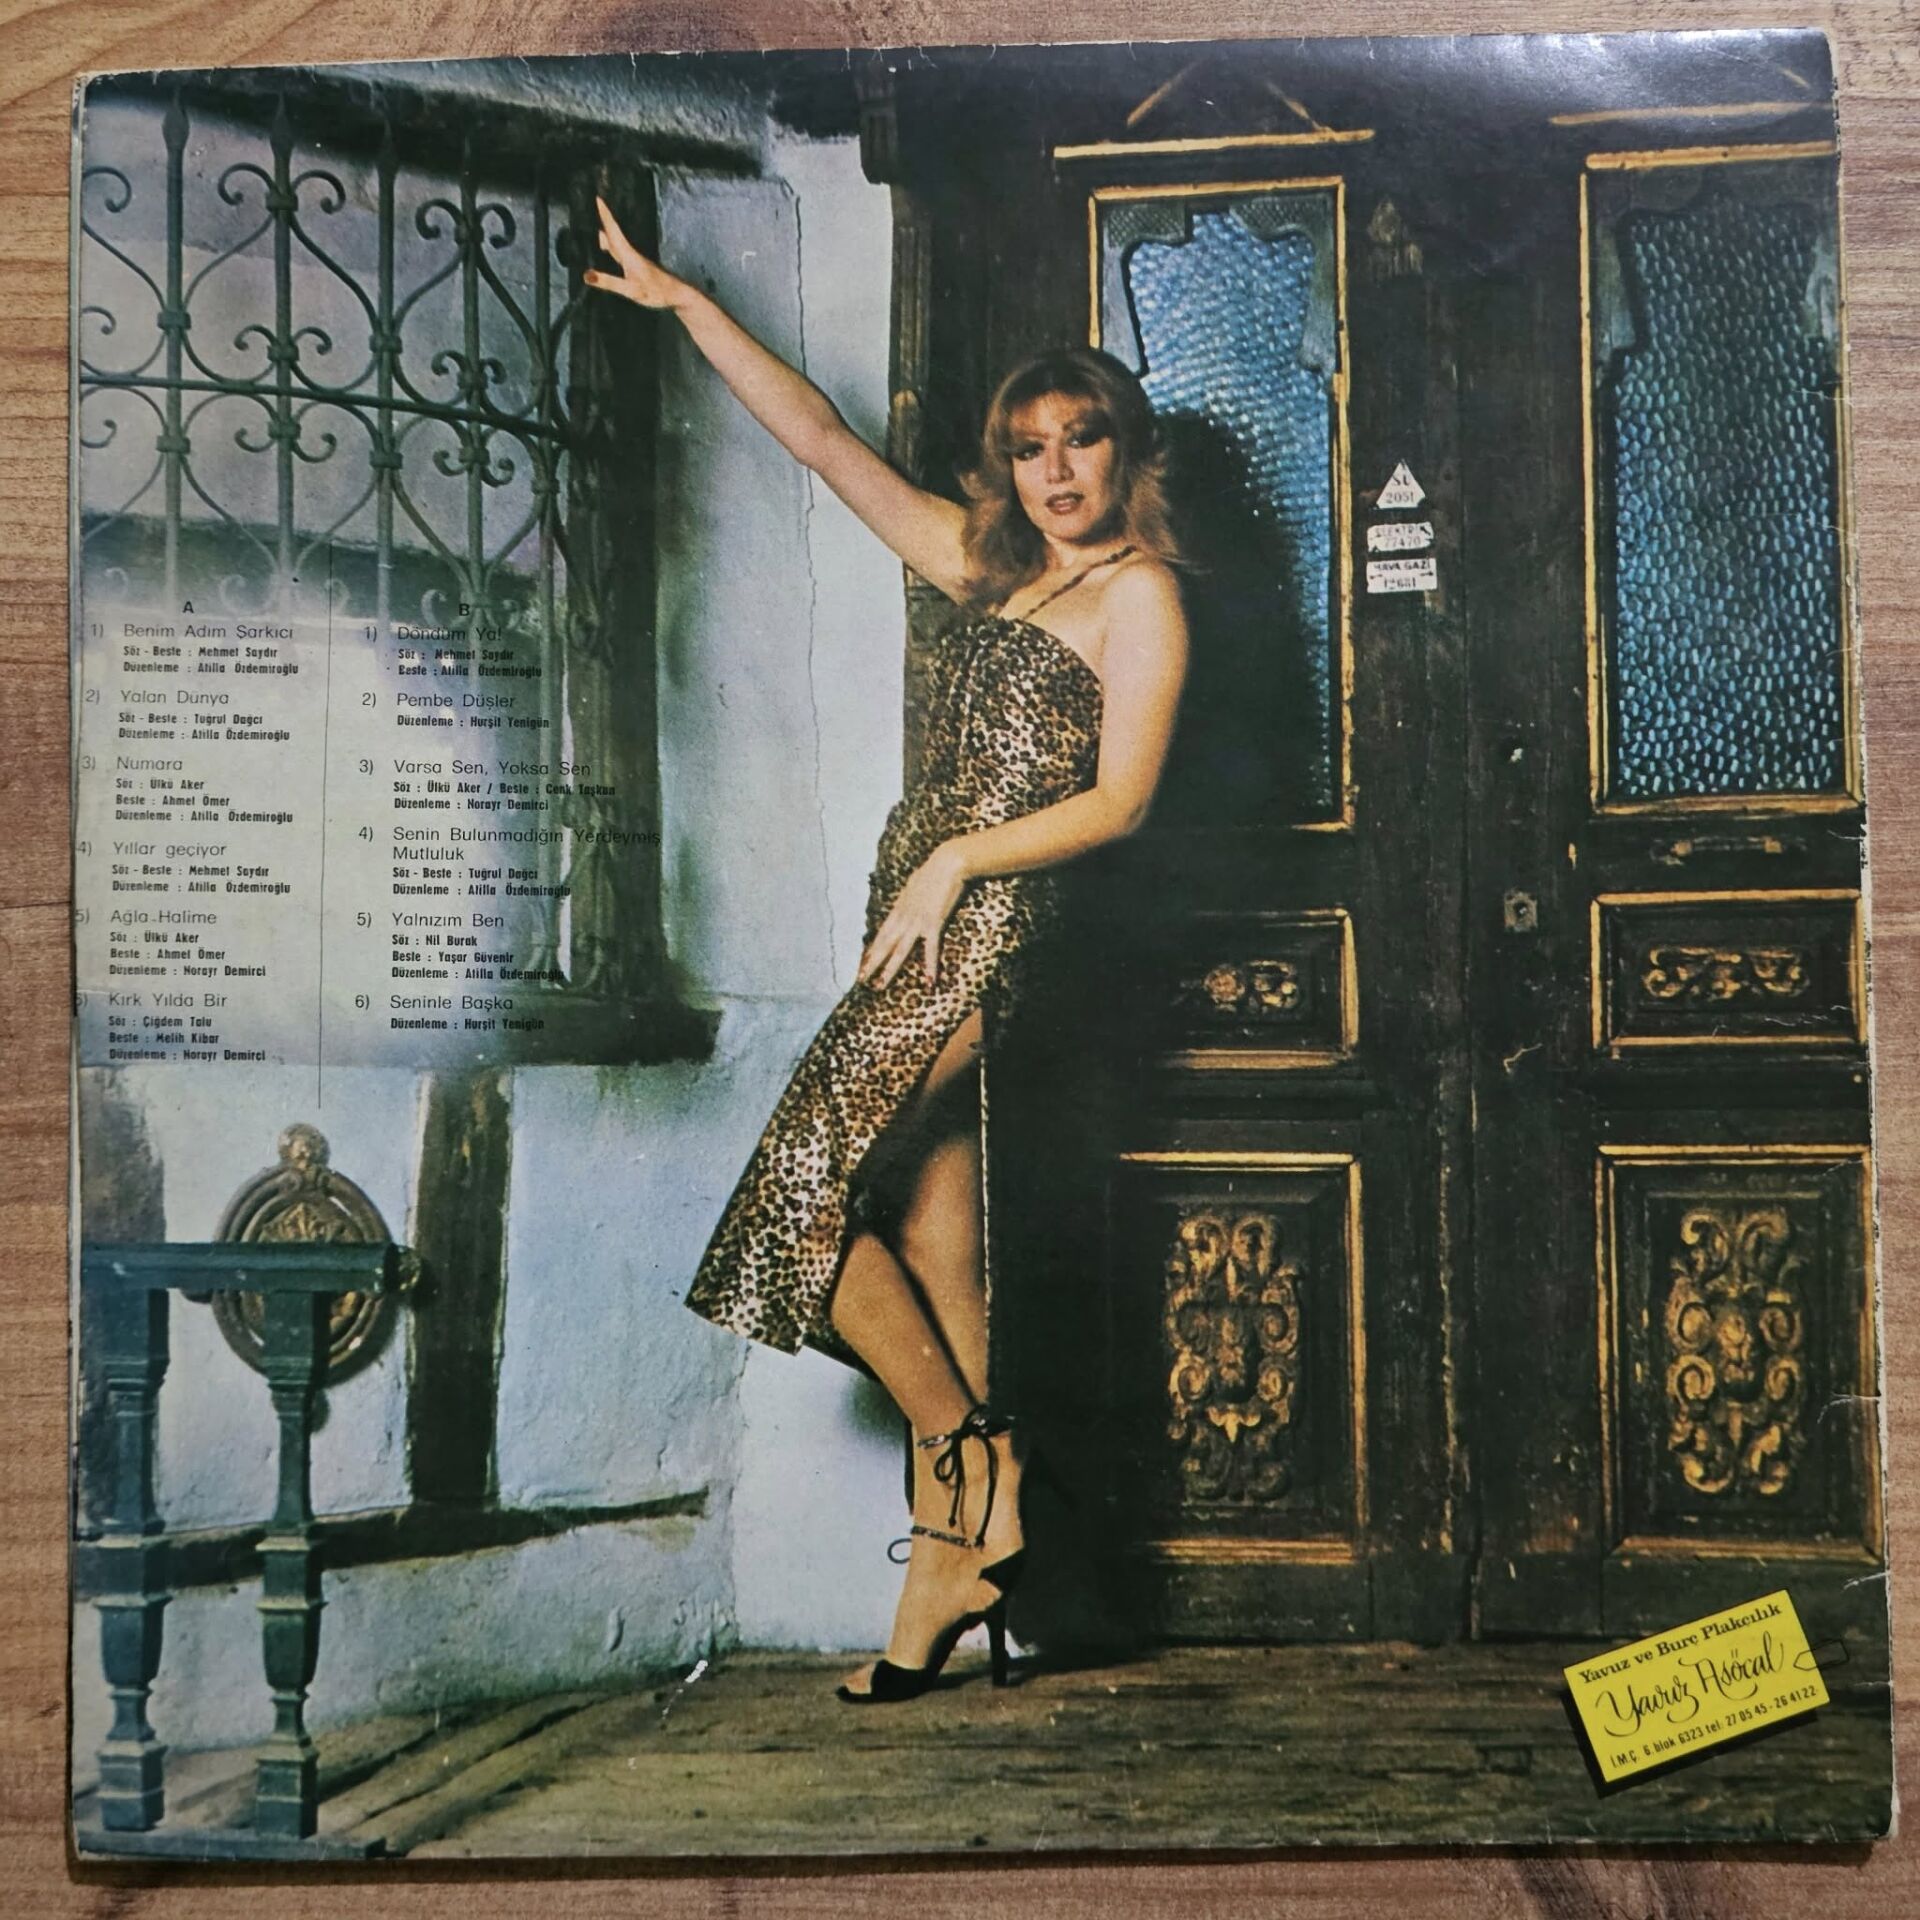 A
1) Benim Adım Şarkıcı
Söz - Beste : Mehmet Saydır
Düzenleme : Atilla Özdemiroğlu
2) Yalan Dünya
Söz - Beste : Tuğrul Dağcı
Düzenleme : Atilla Özdemiroğlu
3) Numara
Söz : Ülkü Aker
Beste : Ahmet Ömer
Düzenleme : Atilla Özdemiroğlu
4) Yıllar geçiyor
Söz - Beste : Mehmet Saydır
Düzenleme : Atilla Özdemiroğlu
5) Ağla Halime
Söz : Ülkü Aker
Beste : Ahmet Ömer
Düzenleme : Norayr Demirci
6) Kırk Yılda Bir
Söz : Çiğdem Talu
Beste : Melih Kibar
Düzenleme : Norayr Demirci
B
1) Döndüm Ya!
Söz : Mehmet Saydır
Beste : Atilla Özdemiroğlu
2) Pembe Düşler
Düzenleme : Hurşit Yenigün
3) Varsa Sen, Yoksa Sen
Söz : Ülkü Aker / Beste : Cenk Taşkan
Düzenleme : Norayr Demirci
4) Senin Bulunmadığın Yerdeymiş
Mutluluk
Söz - Beste : Tuğrul Dağcı
Düzenleme : Atilla Özdemiroğlu
5) Yalnızım Ben
Söz : Nil Burak
Beste : Yaşar Güvenir
Düzenleme : Atilla Özdemiroğlu
6) Seninle Başka
Düzenleme : Hurşit Yenigün
SU
2051
ELEKTRİK
77470
HAVA GAZI
12681
Yavuz ve Burç Plakçılık
Yavuz Asöcal
İ.M.Ç. 6. blok 6323 tel: 27 05 45 - 26 41 22